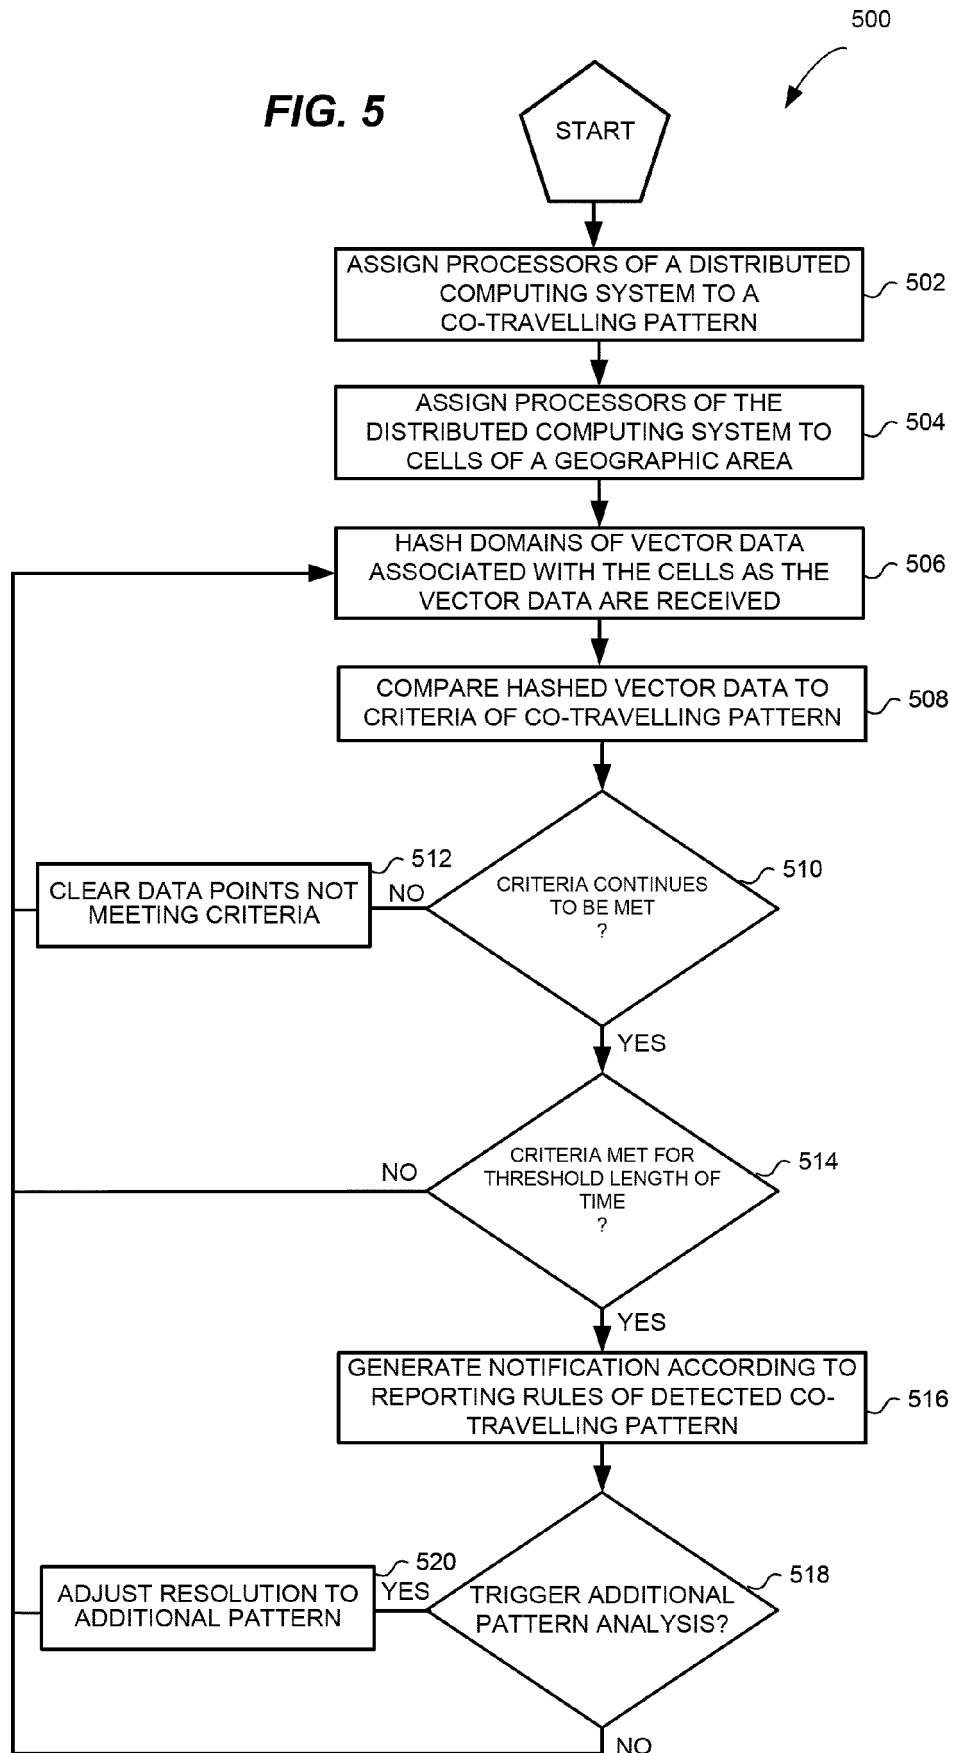 500
FIG. 5
START
ASSIGN PROCESSORS OF A DISTRIBUTED
COMPUTING SYSTEM TO A
CO-TRAVELLING PATTERN
502
ASSIGN PROCESSORS OF THE
DISTRIBUTED COMPUTING SYSTEM TO
CELLS OF A GEOGRAPHIC AREA
504
HASH DOMAINS OF VECTOR DATA
ASSOCIATED WITH THE CELLS AS THE
VECTOR DATA ARE RECEIVED
506
COMPARE HASHED VECTOR DATA TO
CRITERIA OF CO-TRAVELLING PATTERN
508
CRITERIA CONTINUES
TO BE MET
?
510
NO
512
CLEAR DATA POINTS NOT
MEETING CRITERIA
YES
CRITERIA MET FOR
THRESHOLD LENGTH OF
TIME
?
514
NO
YES
GENERATE NOTIFICATION ACCORDING TO
REPORTING RULES OF DETECTED CO-
TRAVELLING PATTERN
516
TRIGGER ADDITIONAL
PATTERN ANALYSIS?
518
YES
520
ADJUST RESOLUTION TO
ADDITIONAL PATTERN
NO